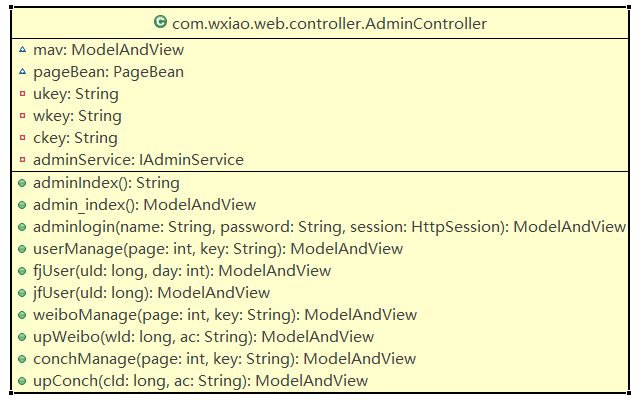 com.wxiao.web.controller.AdminController
mav: ModelAndView
pageBean: PageBean
ukey: String
wkey: String
ckey: String
adminService: IAdminService
adminIndex(): String
admin_index(): ModelAndView
adminlogin(name: String, password: String, session: HttpSession): ModelAndView
userManage(page: int, key: String): ModelAndView
fjUser(uId: long, day: int): ModelAndView
jfUser(uId: long): ModelAndView
weiboManage(page: int, key: String): ModelAndView
upWeibo(wId: long, ac: String): ModelAndView
conchManage(page: int, key: String): ModelAndView
upConch(cId: long, ac: String): ModelAndView